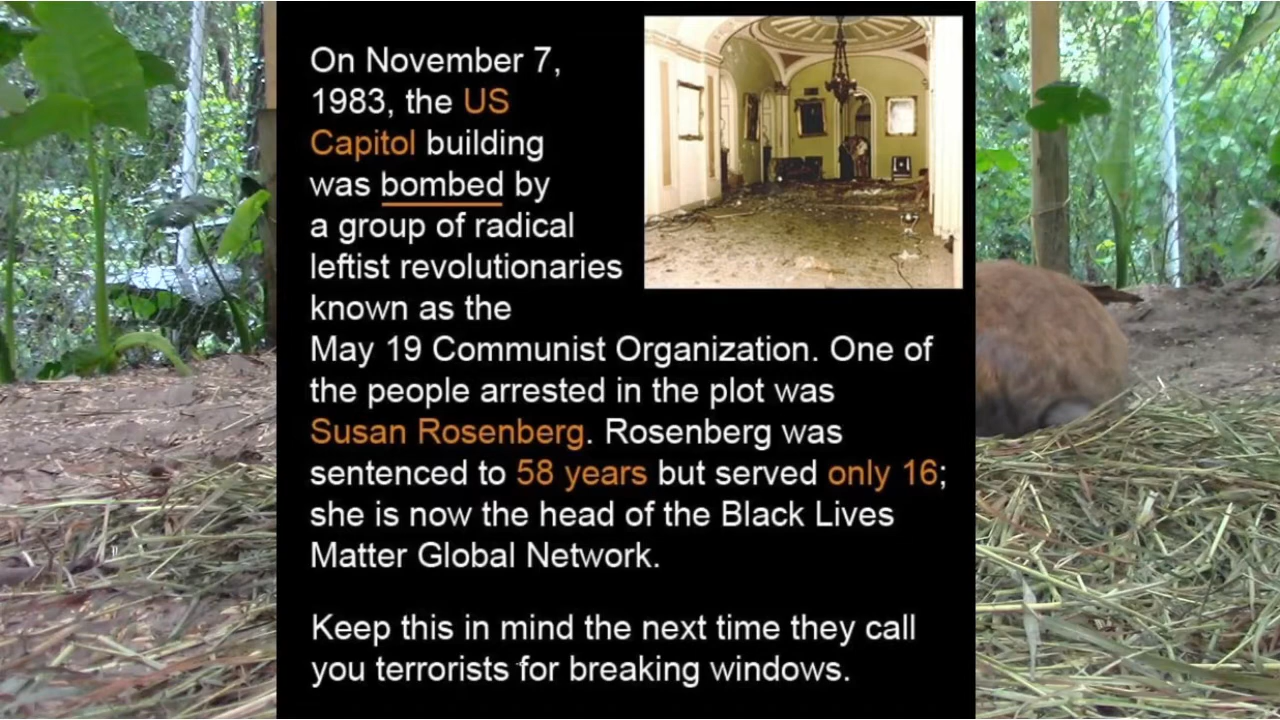 On November 7,
1983, the US
Capitol building
was bombed by
a group of radical
leftist revolutionaries
known as the
May 19 Communist Organization. One of
the people arrested in the plot was
Susan Rosenberg. Rosenberg was
sentenced to 58 years but served only 16;
she is now the head of the Black Lives
Matter Global Network.
Keep this in mind the next time they call
you terrorists for breaking windows.